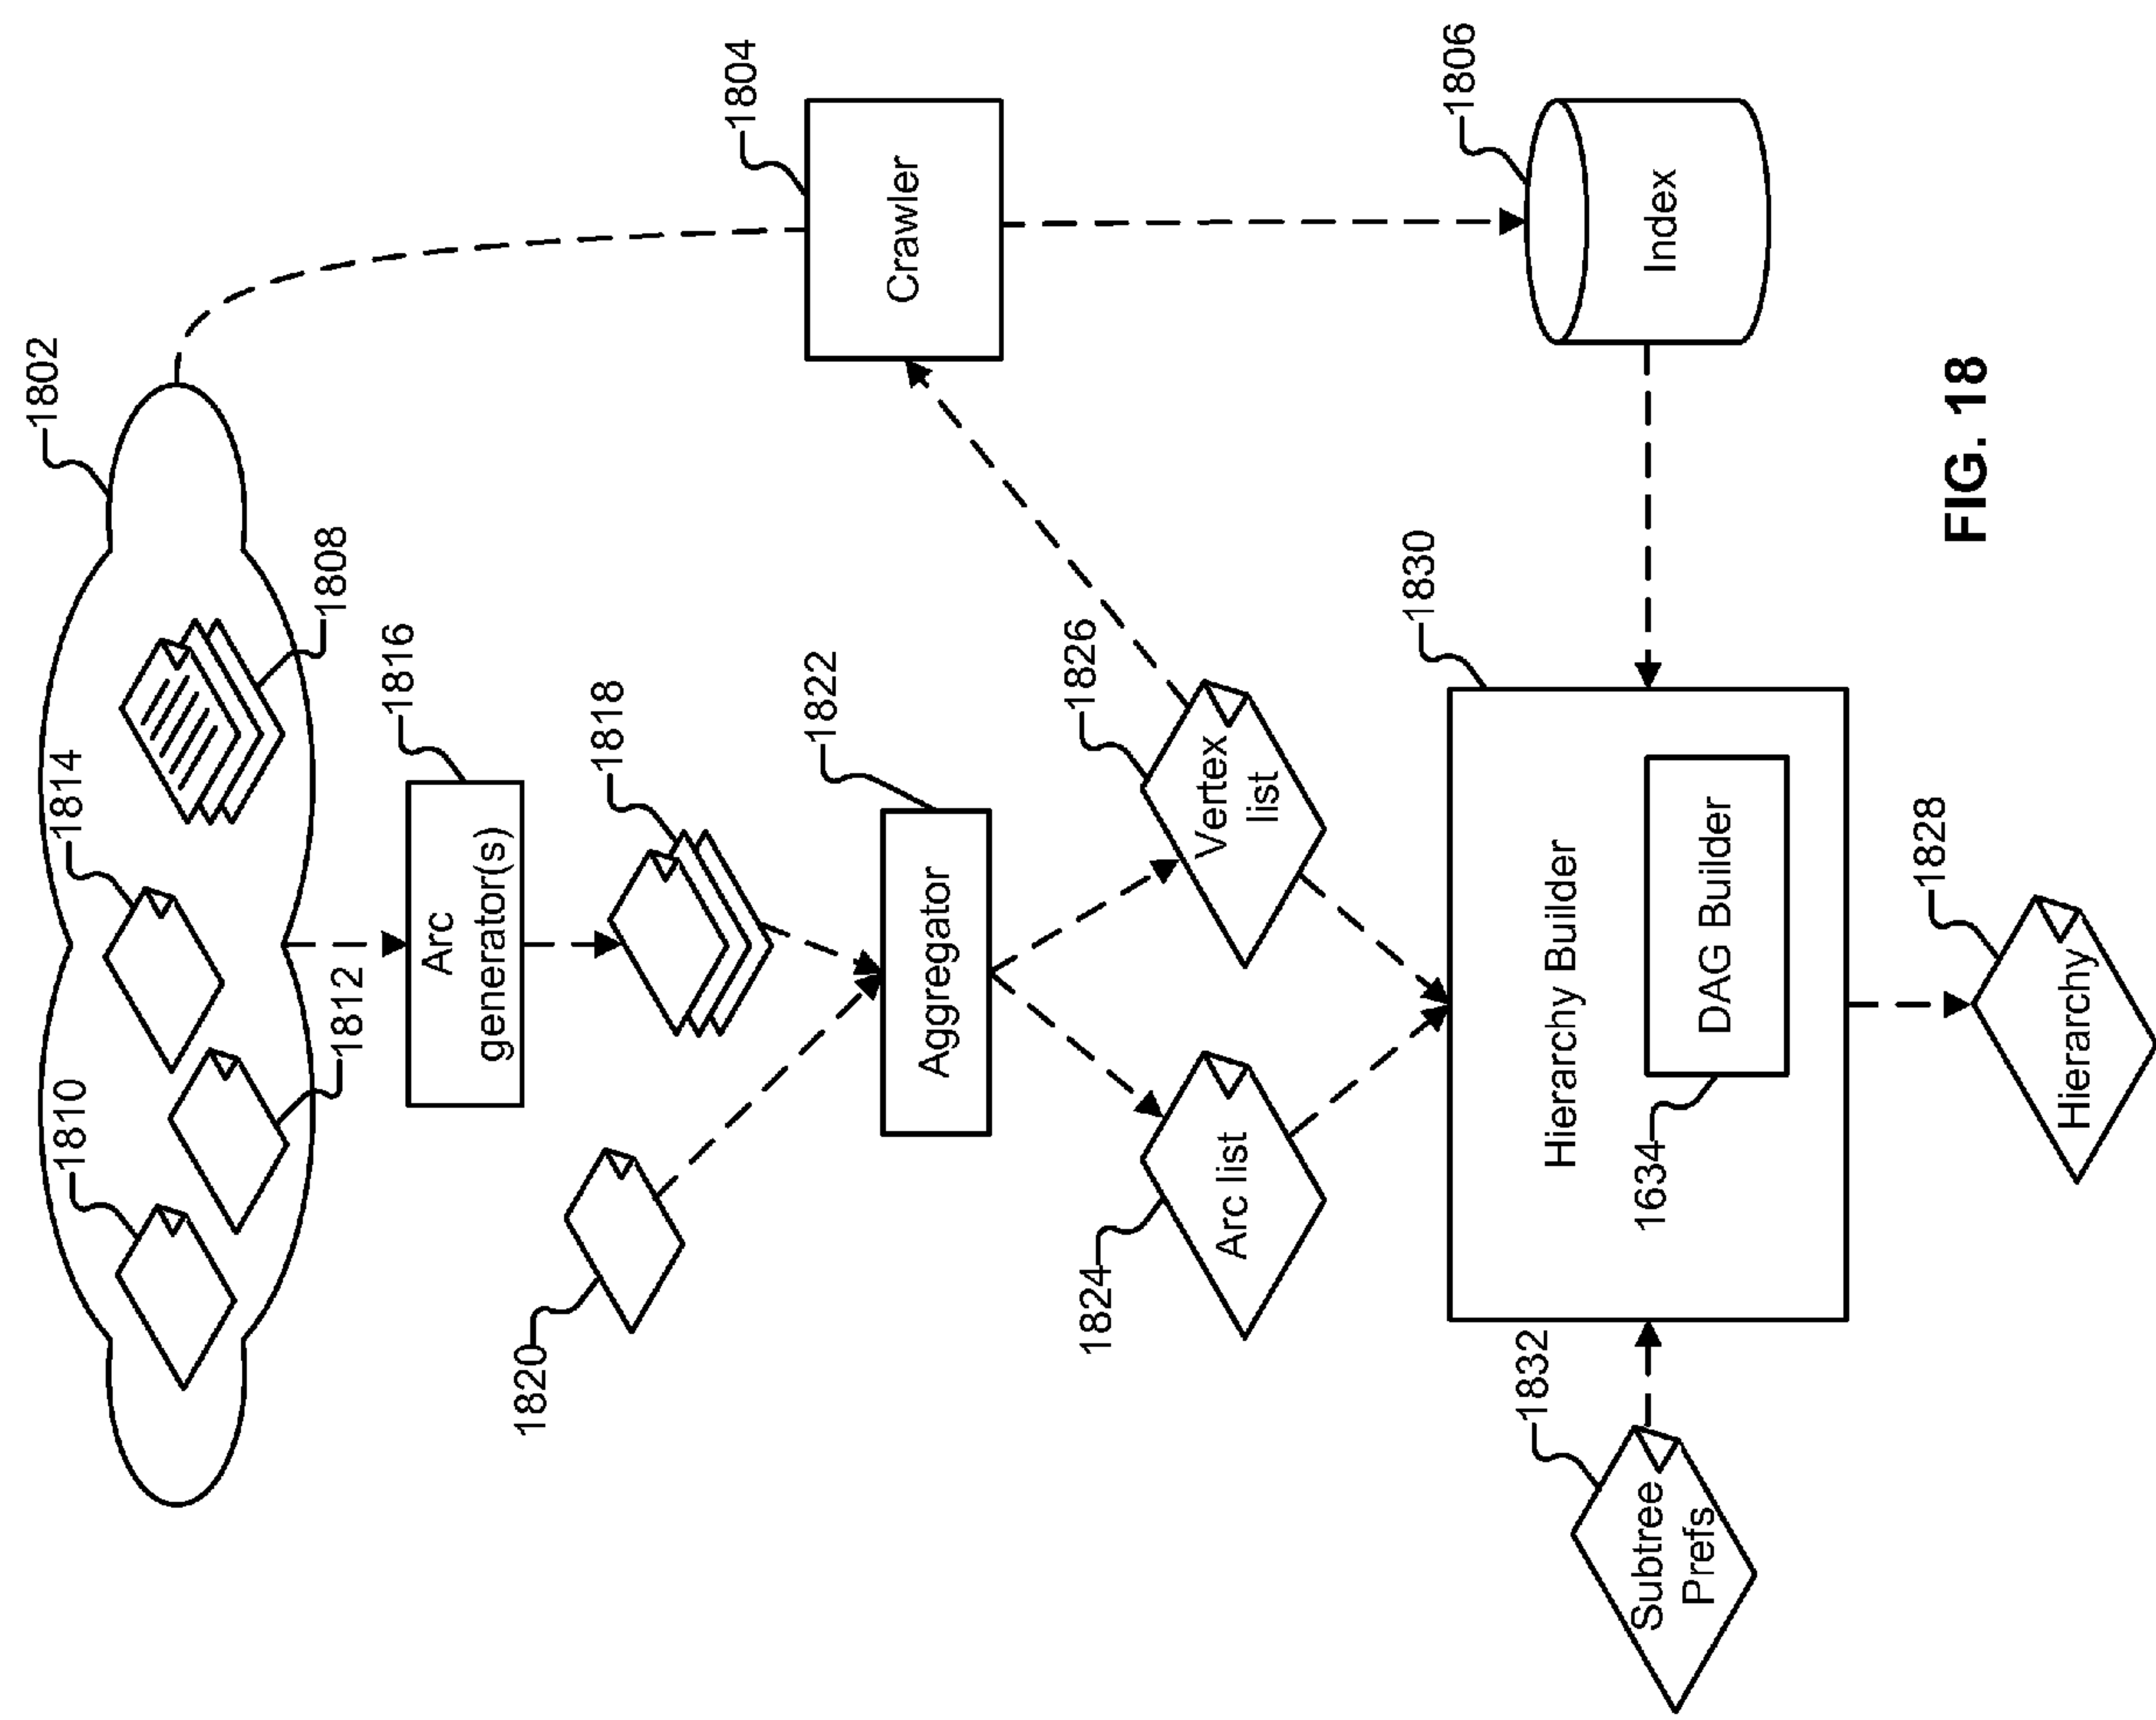 1802
1810
1814
1812
1808
1816
Arc
generator(s)
1804
Crawler
1820
1818
1822
Aggregator
1824
Arc list
1826
Vertex
list
1806
Index
1832
Subtree
Prefs
1830
Hierarchy Builder
1634
DAG Builder
1828
Hierarchy
FIG. 18